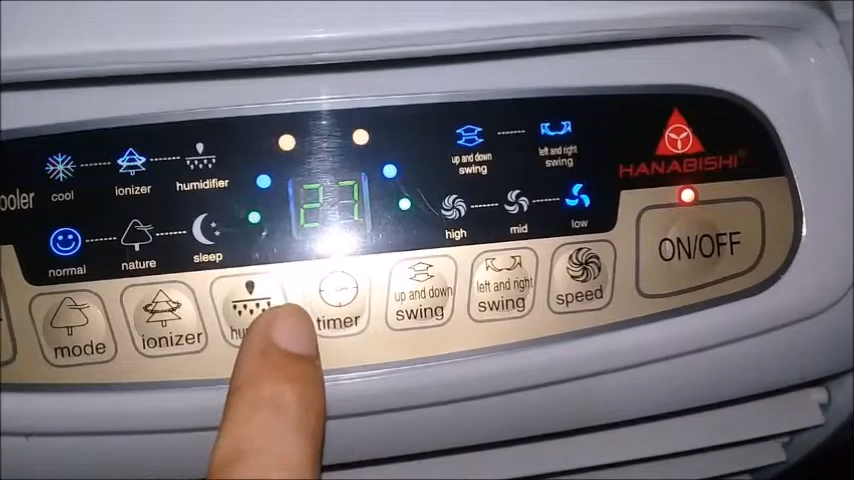 ooler
cool
ionizer
humidifier
up and down
swing
left and right
swing
HANABISHI
27
normal
nature
sleep
high
mid
low
ON/OFF
mode
ionizer
timer
up and down
swing
left and right
swing
speed